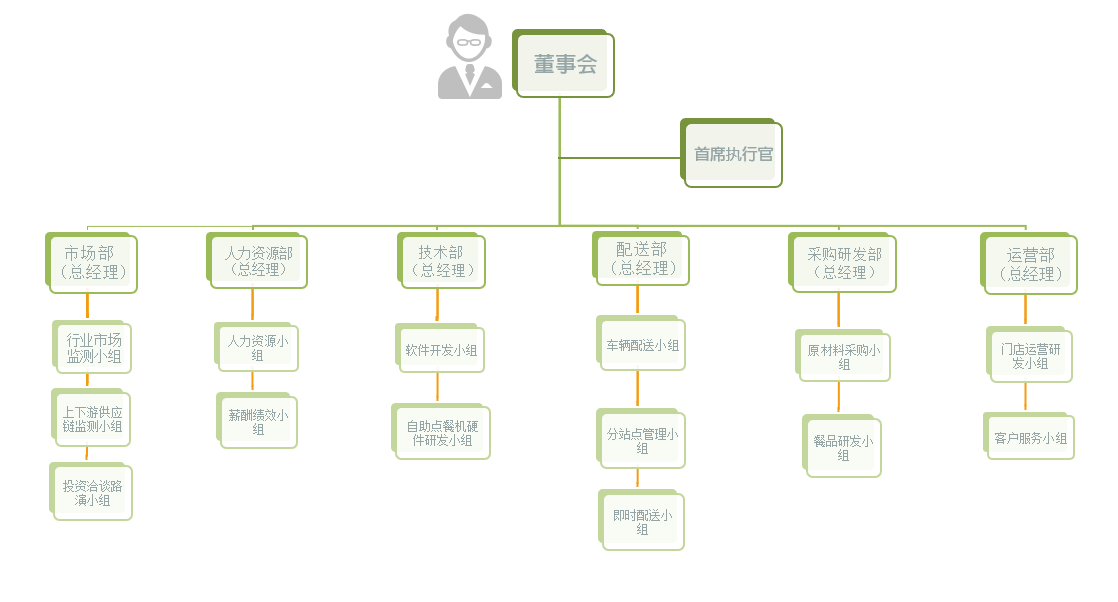 董事会
首席执行官
市场部
（总经理）
人力资源部
（总经理）
技术部
（总经理）
配送部
（总经理）
采购研发部
（总经理）
运营部
（总经理）
行业市场
监测小组
上下游供应
链监测小组
投资洽谈路
演小组
人力资源小
组
薪酬绩效小
组
软件开发小组
自助点餐机硬
件研发小组
车辆配送小组
分站点管理小
组
即时配送小
组
原材料采购小
组
餐品研发小
组
门店运营研
发小组
客户服务小组